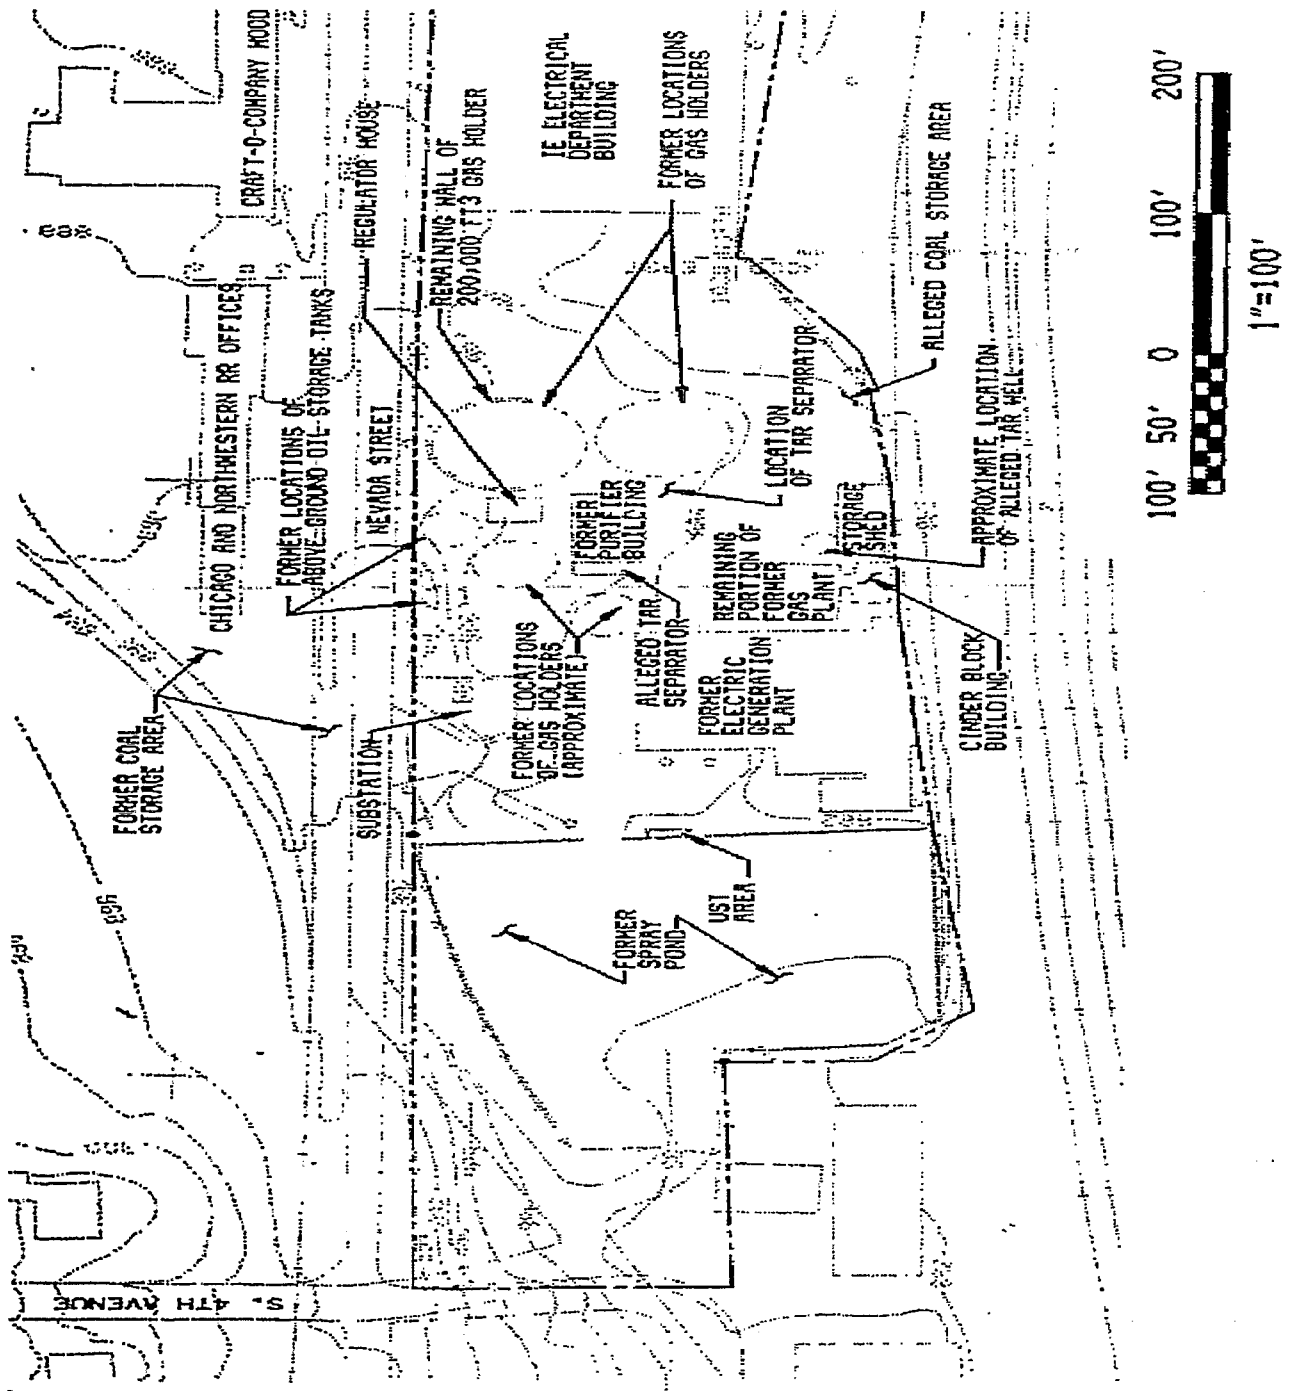 CRAFT-O-COMPANY WOOD
CHICAGO AND NORTHWESTERN RR OFFICES
FORMER LOCATIONS OF
ABOVE-GROUND OIL STORAGE TANKS
NEVADA STREET
REGULATOR HOUSE
REMAINING WALL OF
200,000 FT3 GAS HOLDER
IE ELECTRICAL
DEPARTMENT
BUILDING
FORMER LOCATIONS
OF GAS HOLDERS
FORMER COAL
STORAGE AREA
SUBSTATION
FORMER LOCATIONS
OF GAS HOLDERS
(APPROXIMATE)
FORMER
PURIFIER
BUILDING
LOCATION
OF TAR SEPARATOR
ALLEGED COAL STORAGE AREA
ALLEGED TAR
SEPARATOR
REMAINING
PORTION OF
FORMER
GAS
PLANT
STORAGE
SHED
APPROXIMATE LOCATION
OF ALLEGED TAR WELL
FORMER
ELECTRIC
GENERATION
PLANT
CINDER BLOCK
BUILDING
UST
AREA
FORMER
SPRAY
POND
S. 4TH AVENUE
890
888
100' 50' 0 100' 200'
1"=100'